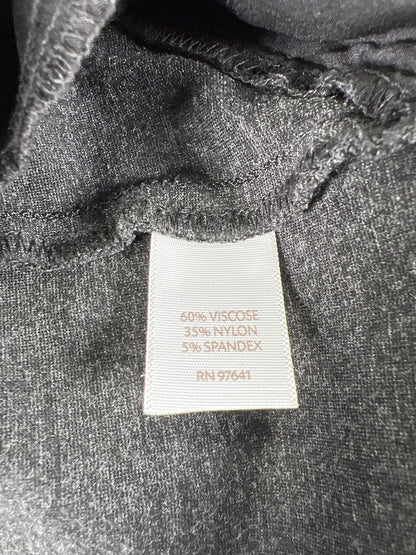 60% VISCOSE
35% NYLON
5% SPANDEX
RN 97641